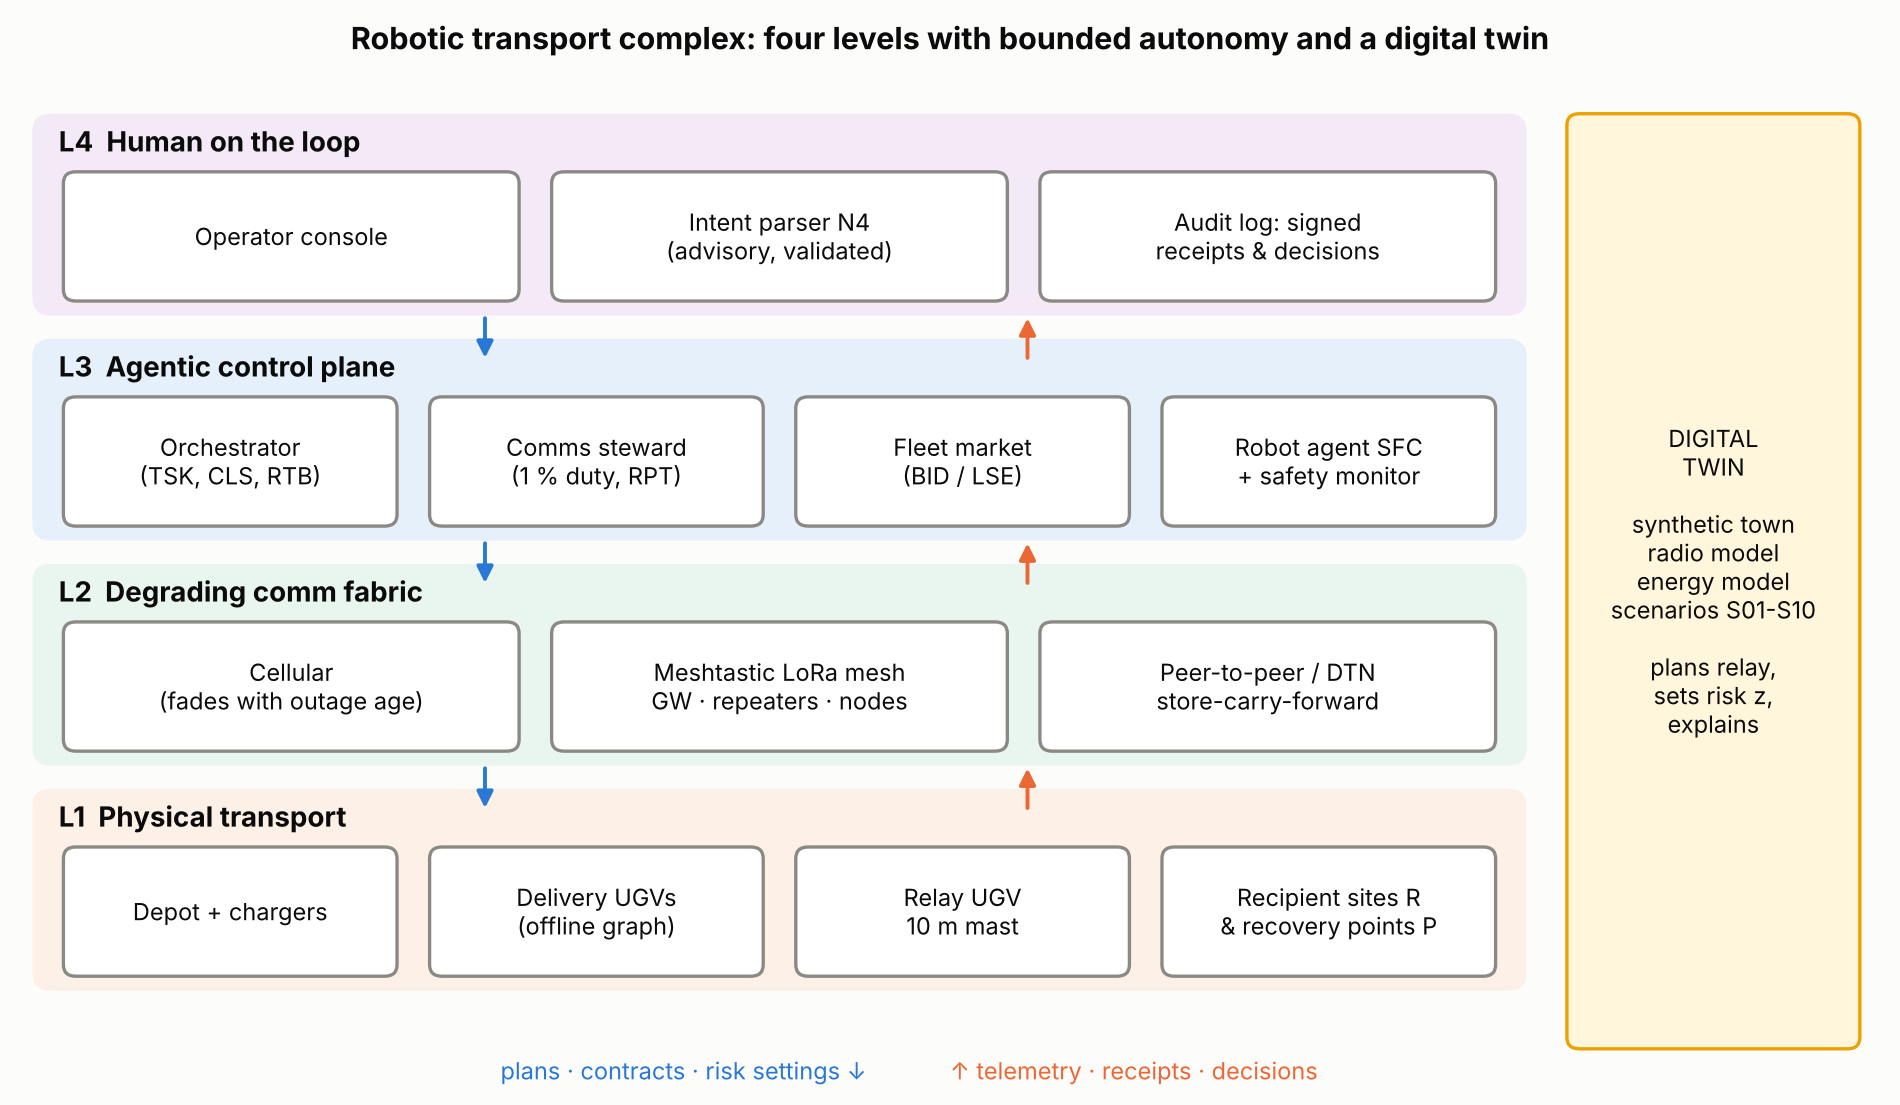 Robotic transport complex: four levels with bounded autonomy and a digital twin
L4 Human on the loop
Operator console
Intent parser N4
(advisory, validated)
Audit log: signed
receipts & decisions
L3 Agentic control plane
Orchestrator
(TSK, CLS, RTB)
Comms steward
(1 % duty, RPT)
Fleet market
(BID / LSE)
Robot agent SFC
+ safety monitor
L2 Degrading comm fabric
Cellular
(fades with outage age)
Meshtastic LoRa mesh
GW · repeaters · nodes
Peer-to-peer / DTN
store-carry-forward
L1 Physical transport
Depot + chargers
Delivery UGVs
(offline graph)
Relay UGV
10 m mast
Recipient sites R
& recovery points P
DIGITAL
TWIN
synthetic town
radio model
energy model
scenarios S01-S10
plans relay,
sets risk z,
explains
plans · contracts · risk settings ↓
↑ telemetry · receipts · decisions